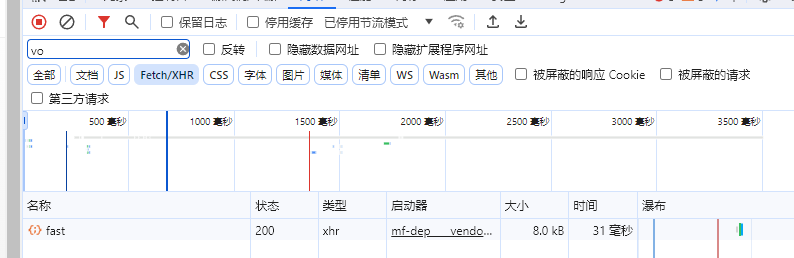 保留日志 停用缓存 已停用节流模式
vo 反转 隐藏数据网址 隐藏扩展程序网址
全部 文档 JS Fetch/XHR CSS 字体 图片 媒体 清单 WS Wasm 其他 被屏蔽的响应 Cookie 被屏蔽的请求
第三方请求
500 毫秒 1000 毫秒 1500 毫秒 2000 毫秒 2500 毫秒 3000 毫秒 3500 毫秒
名称 状态 类型 启动器 大小 时间 瀑布
fast 200 xhr mf-dep____vendo... 8.0 kB 31 毫秒